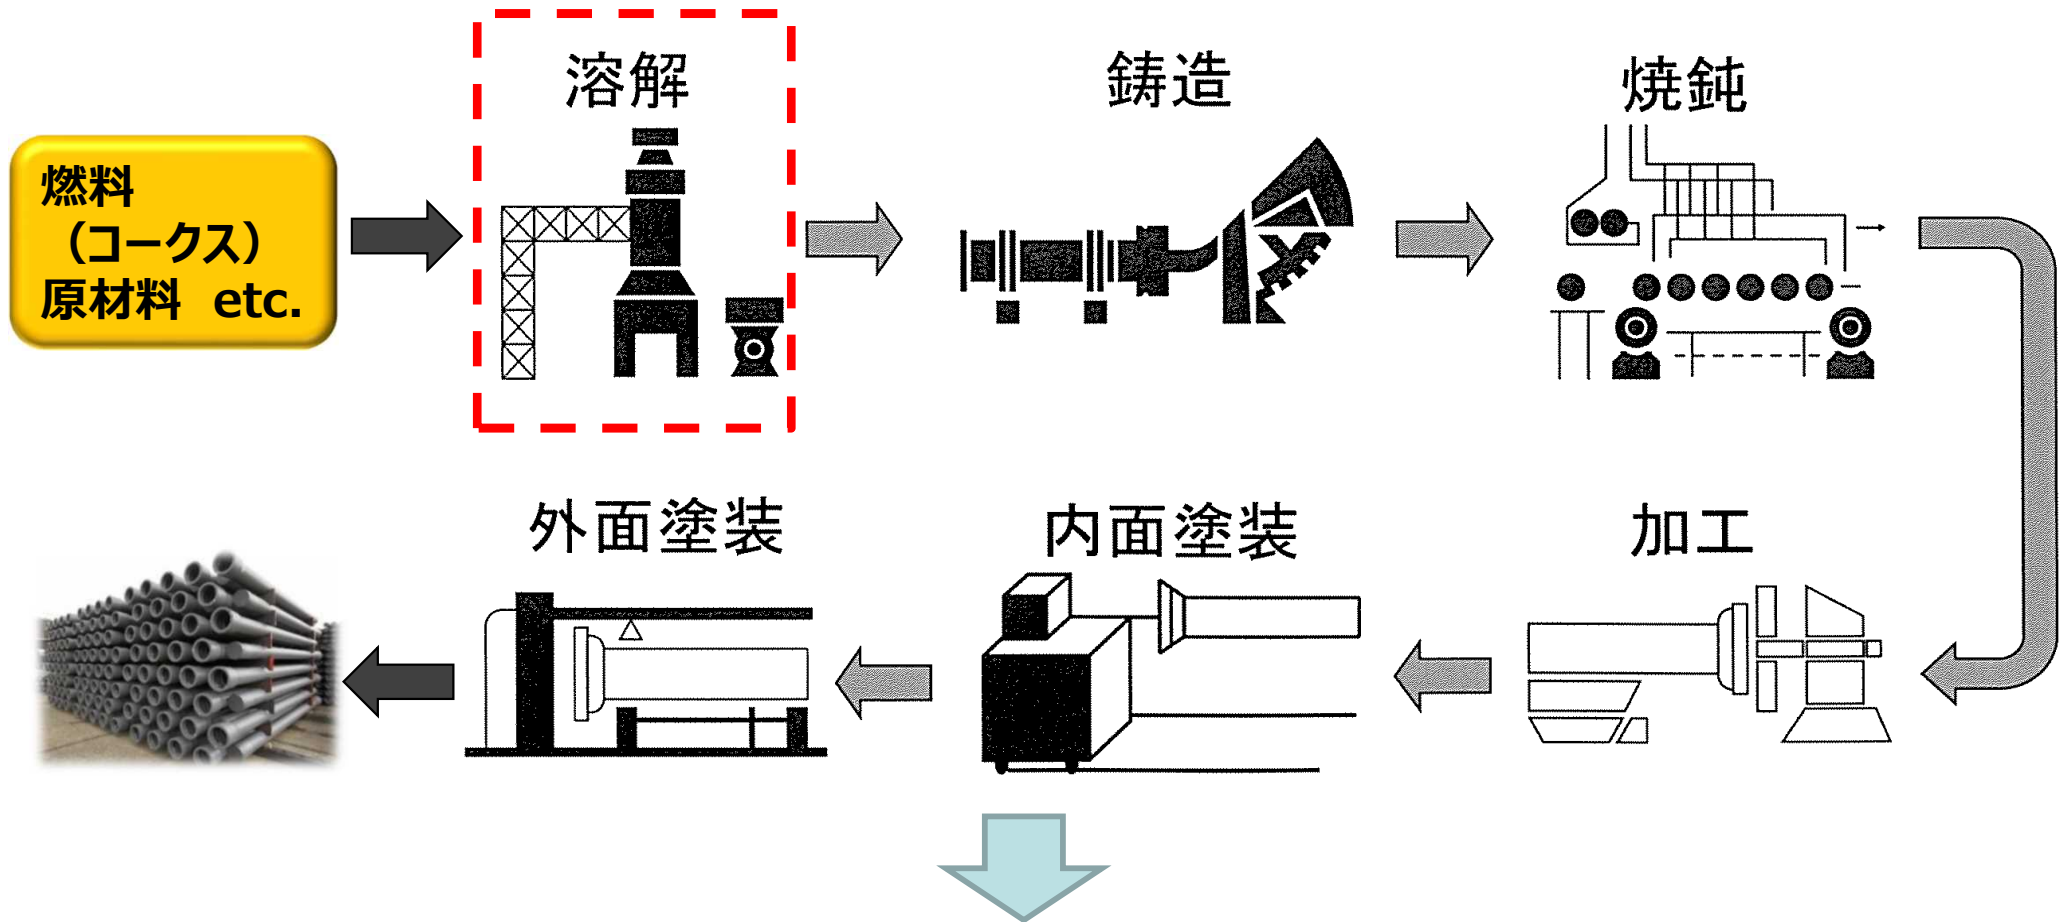 溶解
鋳造
焼鈍
燃料
（コークス）
原材料 etc.
外面塗装
内面塗装
加工